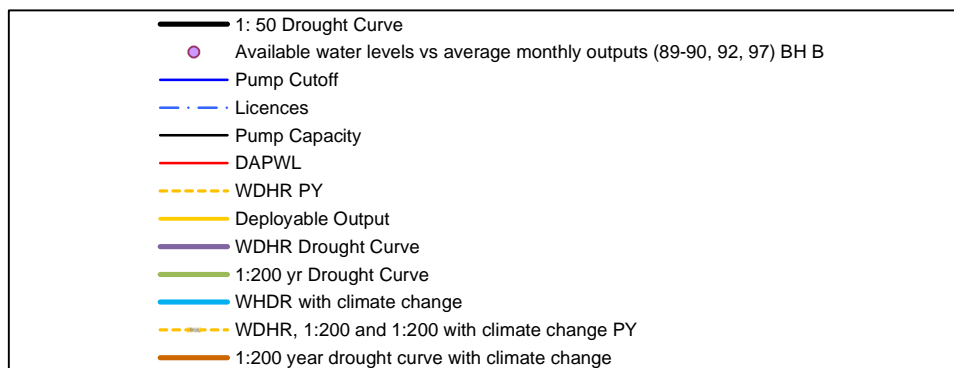 1: 50 Drought Curve
Available water levels vs average monthly outputs (89-90, 92, 97) BH B
Pump Cutoff
Licences
Pump Capacity
DAPWL
WDHR PY
Deployable Output
WDHR Drought Curve
1:200 yr Drought Curve
WHDR with climate change
WDHR, 1:200 and 1:200 with climate change PY
1:200 year drought curve with climate change